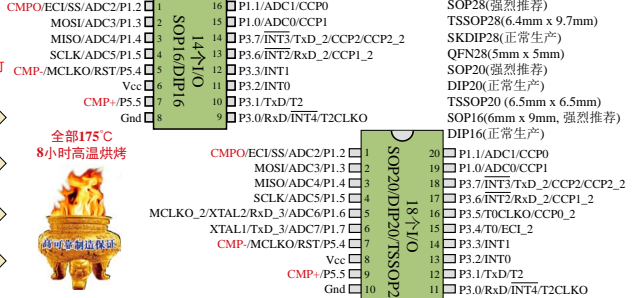 CMPO/ECI/SS/ADC2/P1.2 1
MOSI/ADC3/P1.3 2
MISO/ADC4/P1.4 3
SCLK/ADC5/P1.5 4
CMP-/MCLKO/RST/P5.4 5
Vcc 6
CMP+/P5.5 7
Gnd 8
SOP16/DIP16
14个I/O
16 P1.1/ADC1/CCP0
15 P1.0/ADC0/CCP1
14 P3.7/INT3/TxD_2/CCP2/CCP2_2
13 P3.6/INT2/RxD_2/CCP1_2
12 P3.3/INT1
11 P3.2/INT0
10 P3.1/TxD/T2
9 P3.0/RxD/INT4/T2CLKO
SOP28(强烈推荐)
TSSOP28(6.4mm x 9.7mm)
SKDIP28(正常生产)
QFN28(5mm x 5mm)
SOP20(强烈推荐)
DIP20(正常生产)
TSSOP20 (6.5mm x 6.5mm)
SOP16(6mm x 9mm, 强烈推荐)
DIP16(正常生产)
全部175℃
8小时高温烘烤
高可靠制造保证
CMPO/ECI/SS/ADC2/P1.2 1
MOSI/ADC3/P1.3 2
MISO/ADC4/P1.4 3
SCLK/ADC5/P1.5 4
MCLKO_2/XTAL2/RxD_3/ADC6/P1.6 5
XTAL1/TxD_3/ADC7/P1.7 6
CMP-/MCLKO/RST/P5.4 7
Vcc 8
CMP+/P5.5 9
Gnd 10
SOP20/DIP20/TSSOP2
18个I/O
20 P1.1/ADC1/CCP0
19 P1.0/ADC0/CCP1
18 P3.7/INT3/TxD_2/CCP2/CCP2_2
17 P3.6/INT2/RxD_2/CCP1_2
16 P3.5/T0CLKO/CCP0_2
15 P3.4/T0/ECI_2
14 P3.3/INT1
13 P3.2/INT0
12 P3.1/TxD/T2
11 P3.0/RxD/INT4/T2CLKO